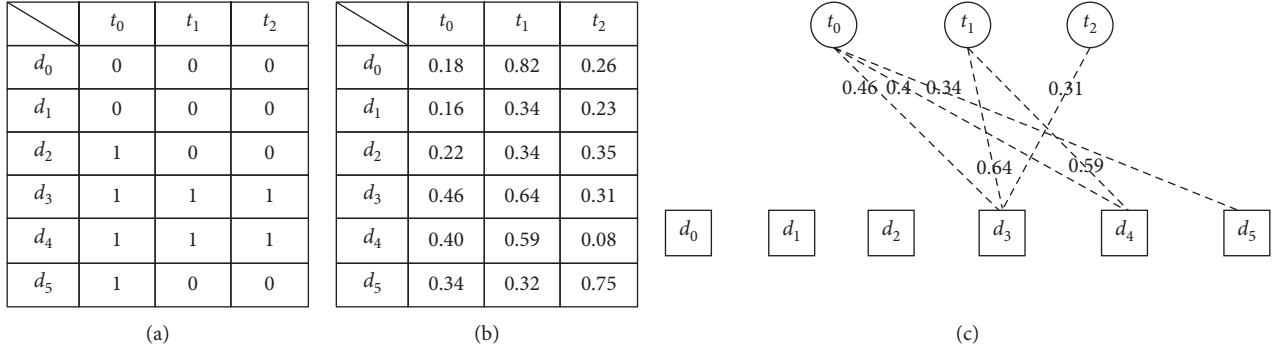 t0 t1 t2
d0 0 0 0
d1 0 0 0
d2 1 0 0
d3 1 1 1
d4 1 1 1
d5 1 0 0
(a)
t0 t1 t2
d0 0.18 0.82 0.26
d1 0.16 0.34 0.23
d2 0.22 0.34 0.35
d3 0.46 0.64 0.31
d4 0.40 0.59 0.08
d5 0.34 0.32 0.75
(b)
t0 t1 t2
0.46 0.4 0.34 0.31
0.64 0.59
d0 d1 d2 d3 d4 d5
(c)